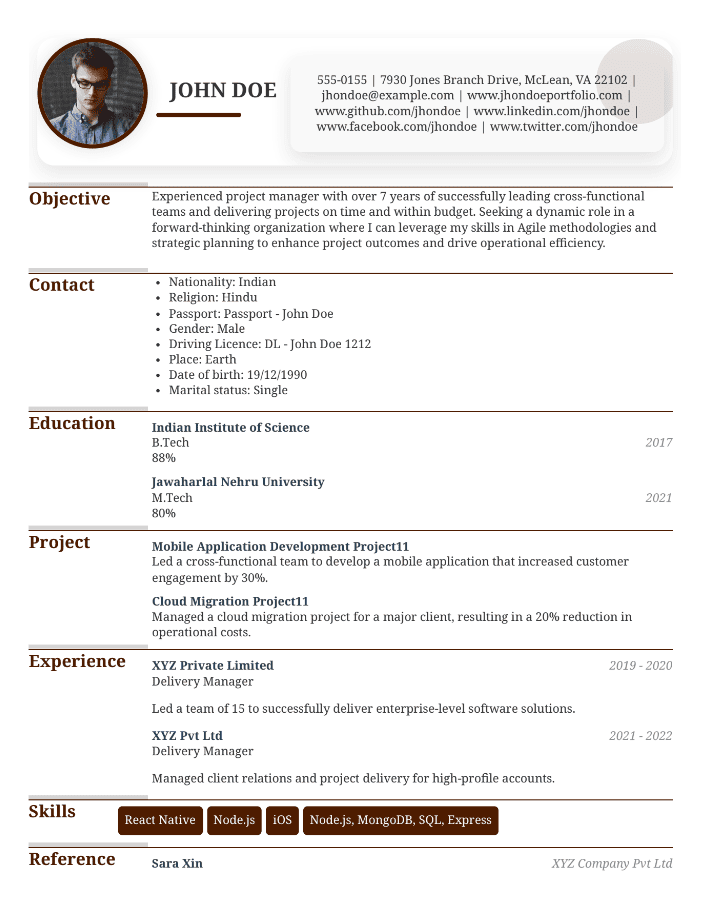 JOHN DOE
555-0155 | 7930 Jones Branch Drive, McLean, VA 22102 |
jhondoe@example.com | www.jhondoeportfolio.com |
www.github.com/jhondoe | www.linkedin.com/jhondoe |
www.facebook.com/jhondoe | www.twitter.com/jhondoe
Objective
Experienced project manager with over 7 years of successfully leading cross-functional
teams and delivering projects on time and within budget. Seeking a dynamic role in a
forward-thinking organization where I can leverage my skills in Agile methodologies and
strategic planning to enhance project outcomes and drive operational efficiency.
Contact
• Nationality: Indian
• Religion: Hindu
• Passport: Passport - John Doe
• Gender: Male
• Driving Licence: DL - John Doe 1212
• Place: Earth
• Date of birth: 19/12/1990
• Marital status: Single
Education
Indian Institute of Science
B.Tech 2017
88%
Jawaharlal Nehru University
M.Tech 2021
80%
Project
Mobile Application Development Project11
Led a cross-functional team to develop a mobile application that increased customer
engagement by 30%.
Cloud Migration Project11
Managed a cloud migration project for a major client, resulting in a 20% reduction in
operational costs.
Experience
XYZ Private Limited 2019 - 2020
Delivery Manager
Led a team of 15 to successfully deliver enterprise-level software solutions.
XYZ Pvt Ltd 2021 - 2022
Delivery Manager
Managed client relations and project delivery for high-profile accounts.
Skills
React Native Node.js iOS Node.js, MongoDB, SQL, Express
Reference
Sara Xin XYZ Company Pvt Ltd